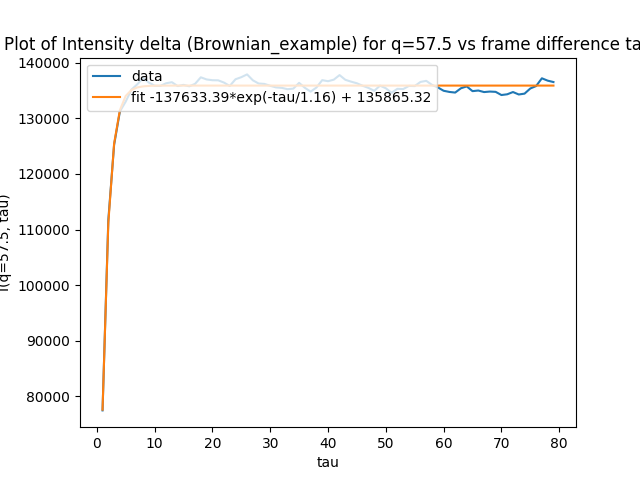 Plot of Intensity delta (Brownian_example) for q=57.5 vs frame difference ta
data
fit -137633.39*exp(-tau/1.16) + 135865.32
140000
130000
120000
110000
100000
90000
80000
I(q=57.5, tau)
0 10 20 30 40 50 60 70 80
tau